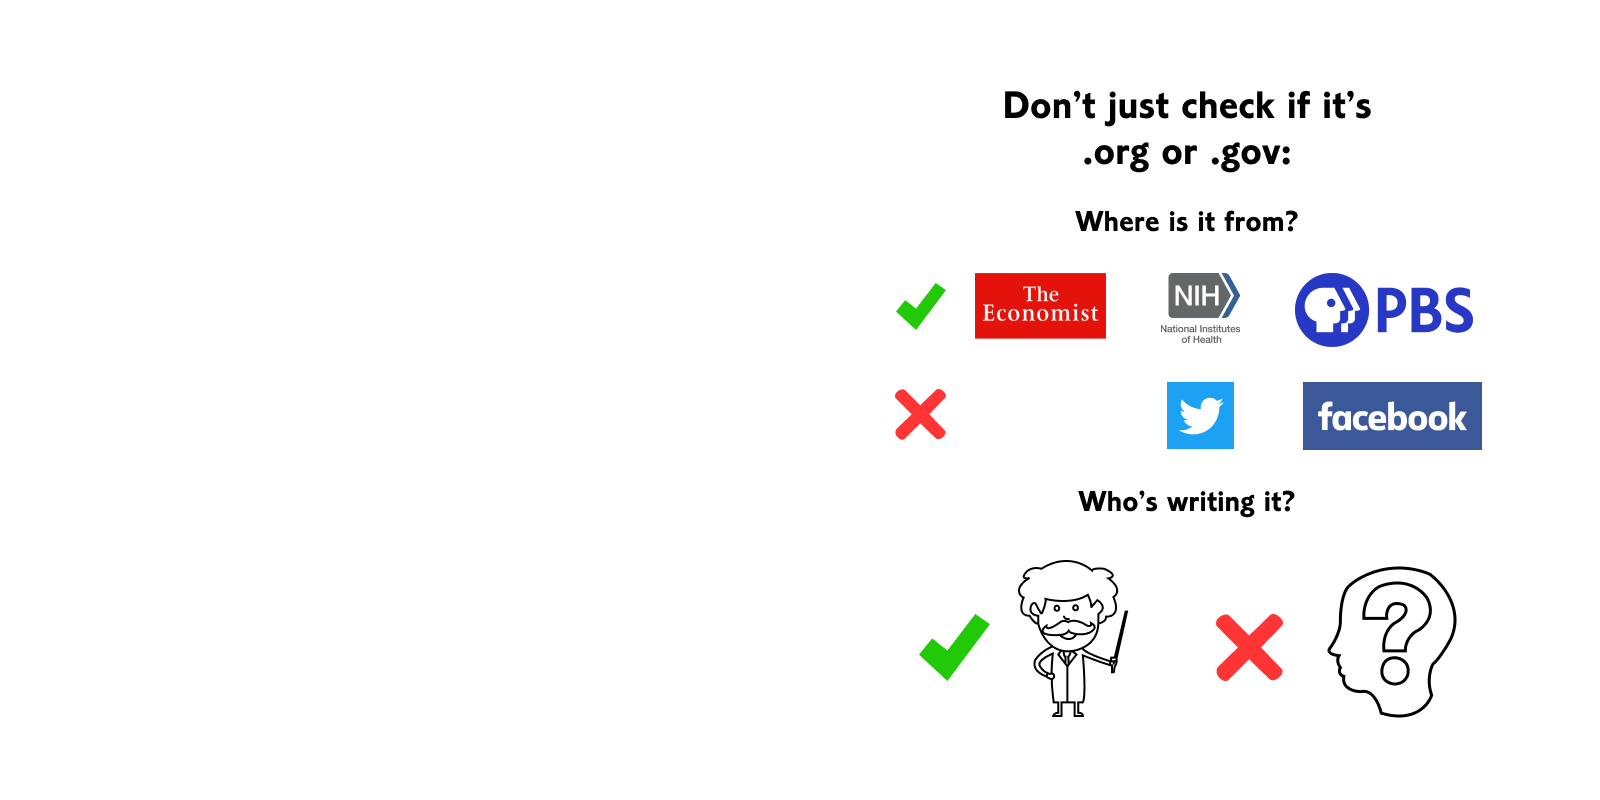 Don’t just check if it’s
.org or .gov:
Where is it from?
The
Economist
NIH
National Institutes
of Health
PBS
facebook
Who’s writing it?
?